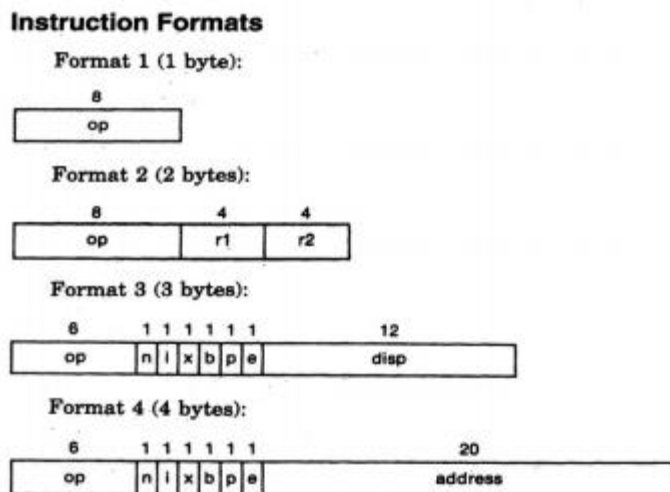 Instruction Formats
Format 1 (1 byte):
8
op
Format 2 (2 bytes):
8 4 4
op r1 r2
Format 3 (3 bytes):
6 1 1 1 1 1 1 12
op n i x b p e disp
Format 4 (4 bytes):
6 1 1 1 1 1 1 20
op n i x b p e address